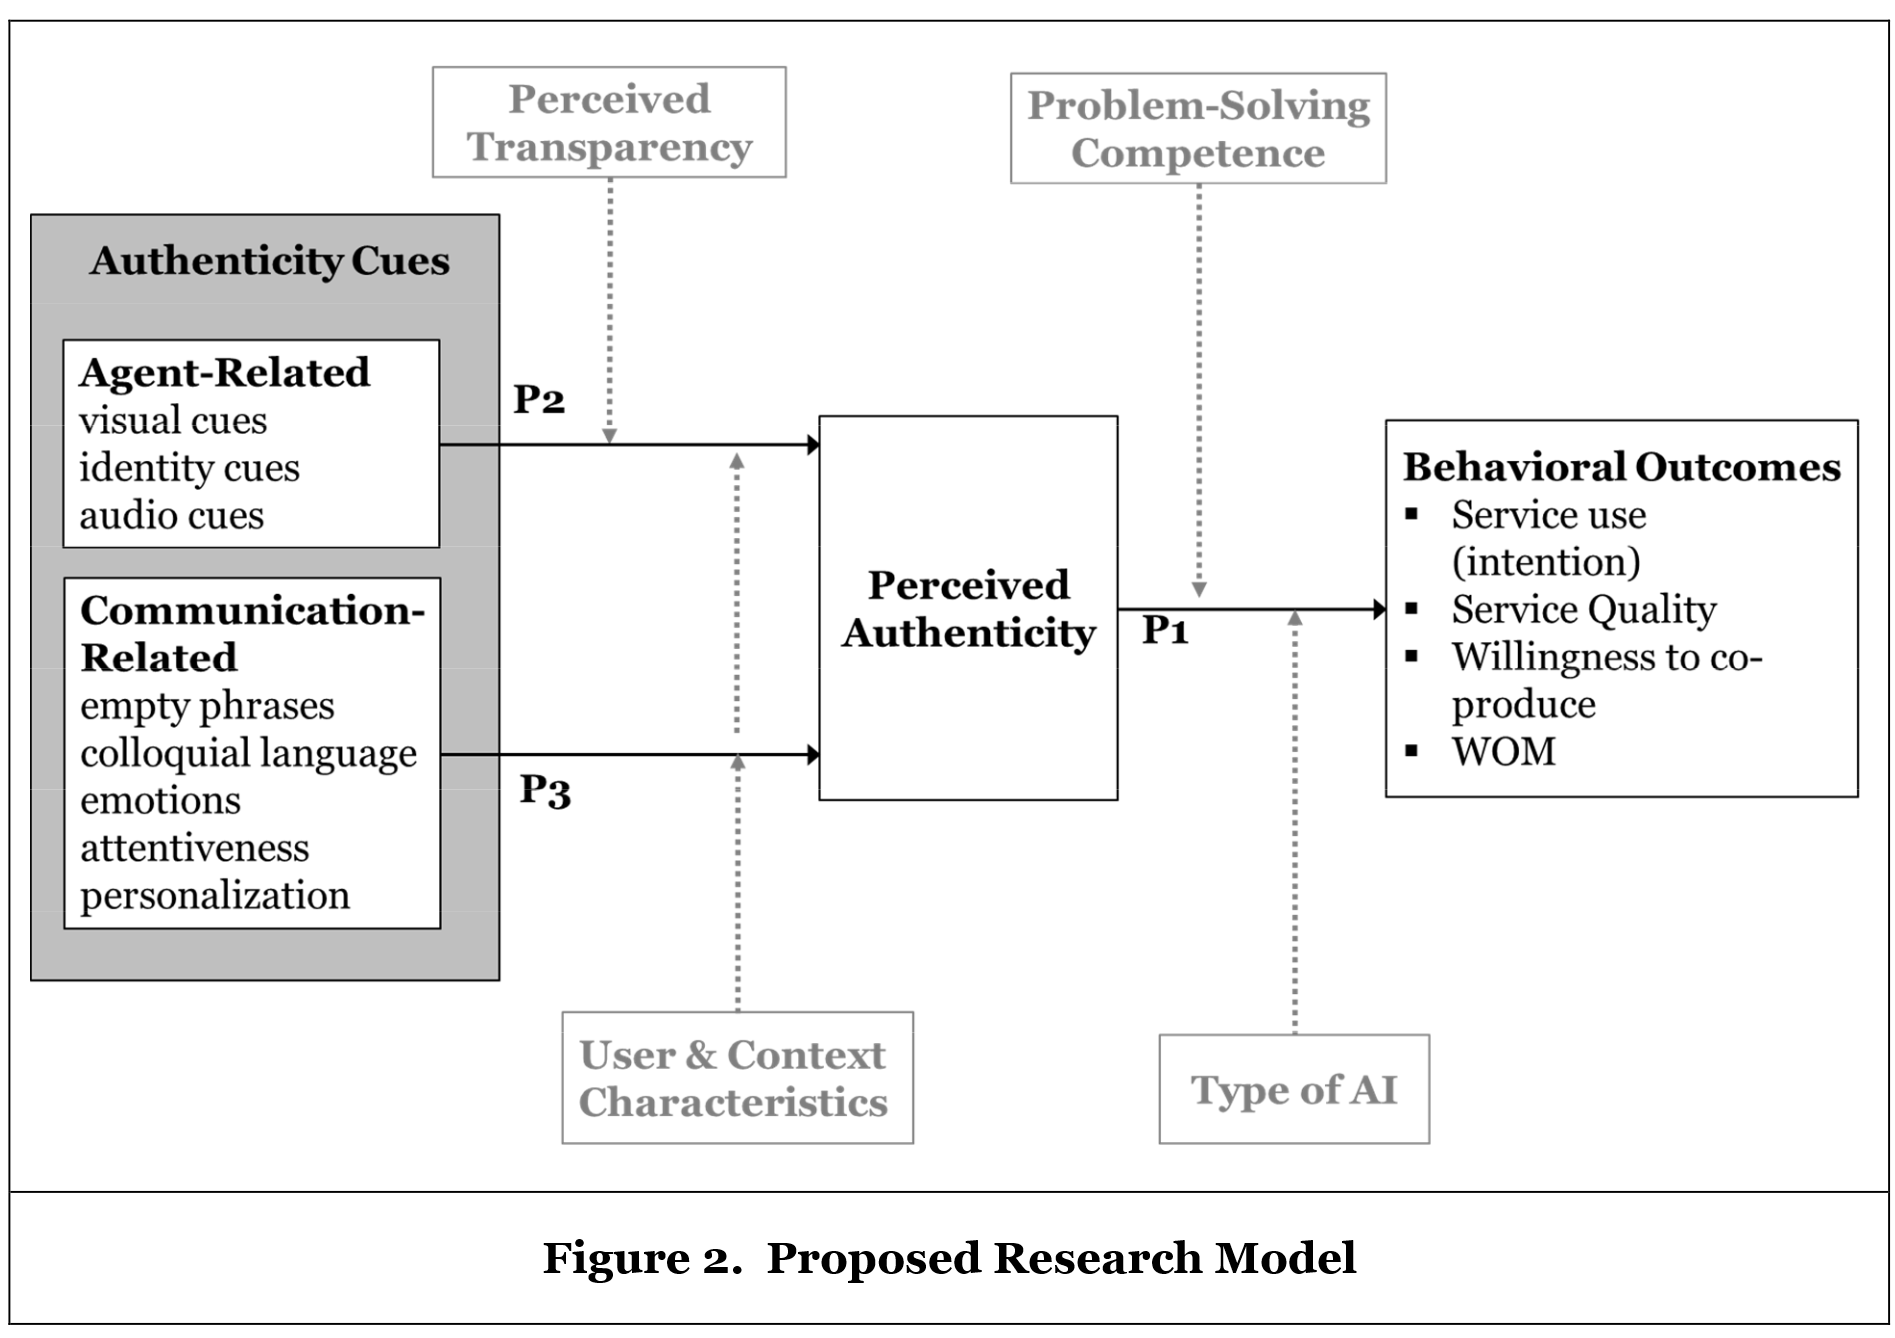 Perceived
Transparency
Problem-Solving
Competence
Authenticity Cues
Agent-Related
visual cues
identity cues
audio cues
P2
Communication-
Related
empty phrases
colloquial language
emotions
attentiveness
personalization
P3
Perceived
Authenticity
P1
Behavioral Outcomes
▪ Service use
(intention)
▪ Service Quality
▪ Willingness to co-
produce
▪ WOM
User & Context
Characteristics
Type of AI
Figure 2. Proposed Research Model